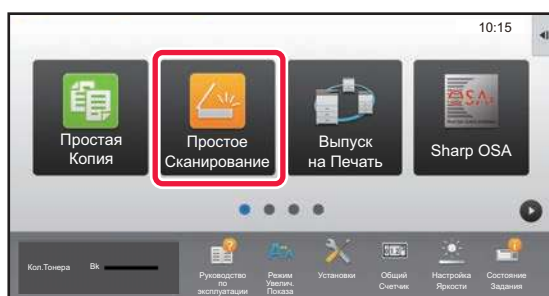 10:15
Простая
Копия
Простое
Сканирование
Выпуск
на Печать
Sharp OSA
Кол.Тонера Bk
Руководство
по
эксплуатации
Режим
Увелич.
Показа
Установки
Общий
Счетчик
Настройка
Яркости
Состояние
Задания